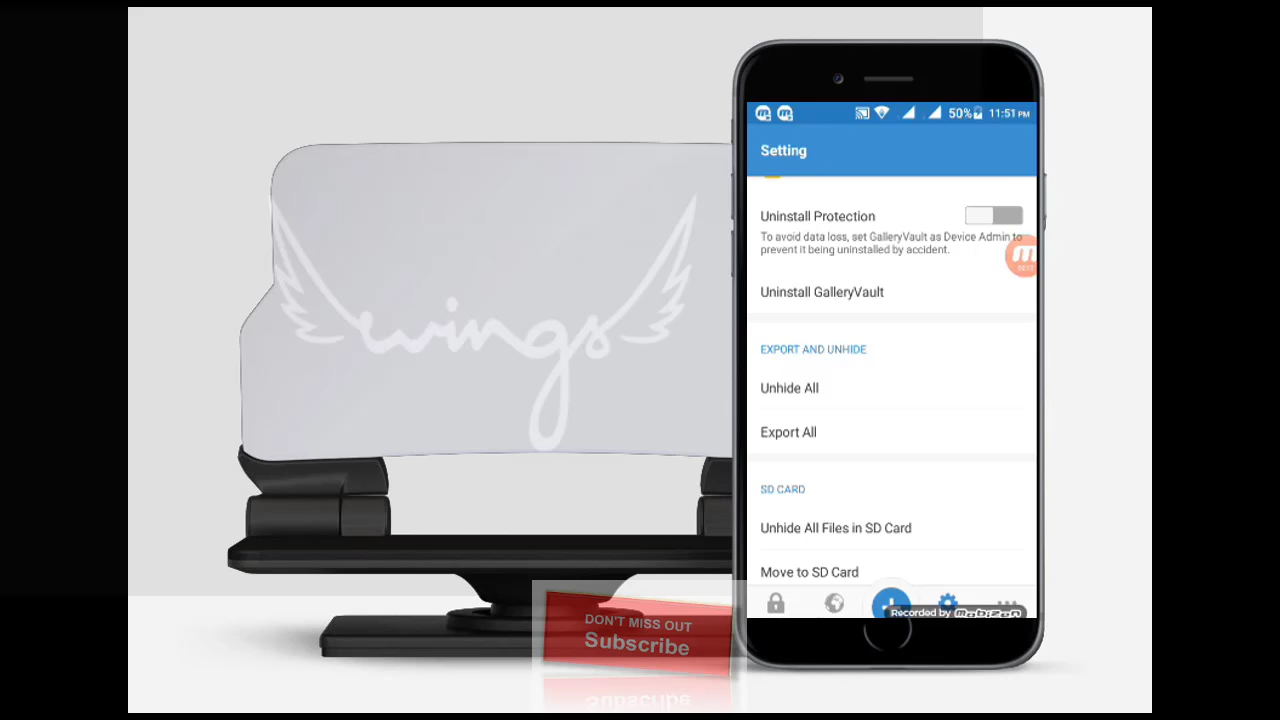 50% 11:51 PM
Setting
Uninstall Protection
To avoid data loss, set GalleryVault as Device Admin to
prevent it being uninstalled by accident.
Uninstall GalleryVault
EXPORT AND UNHIDE
Unhide All
Export All
SD CARD
Unhide All Files in SD Card
Move to SD Card
Recorded by mobizen
wings
DON'T MISS OUT
Subscribe